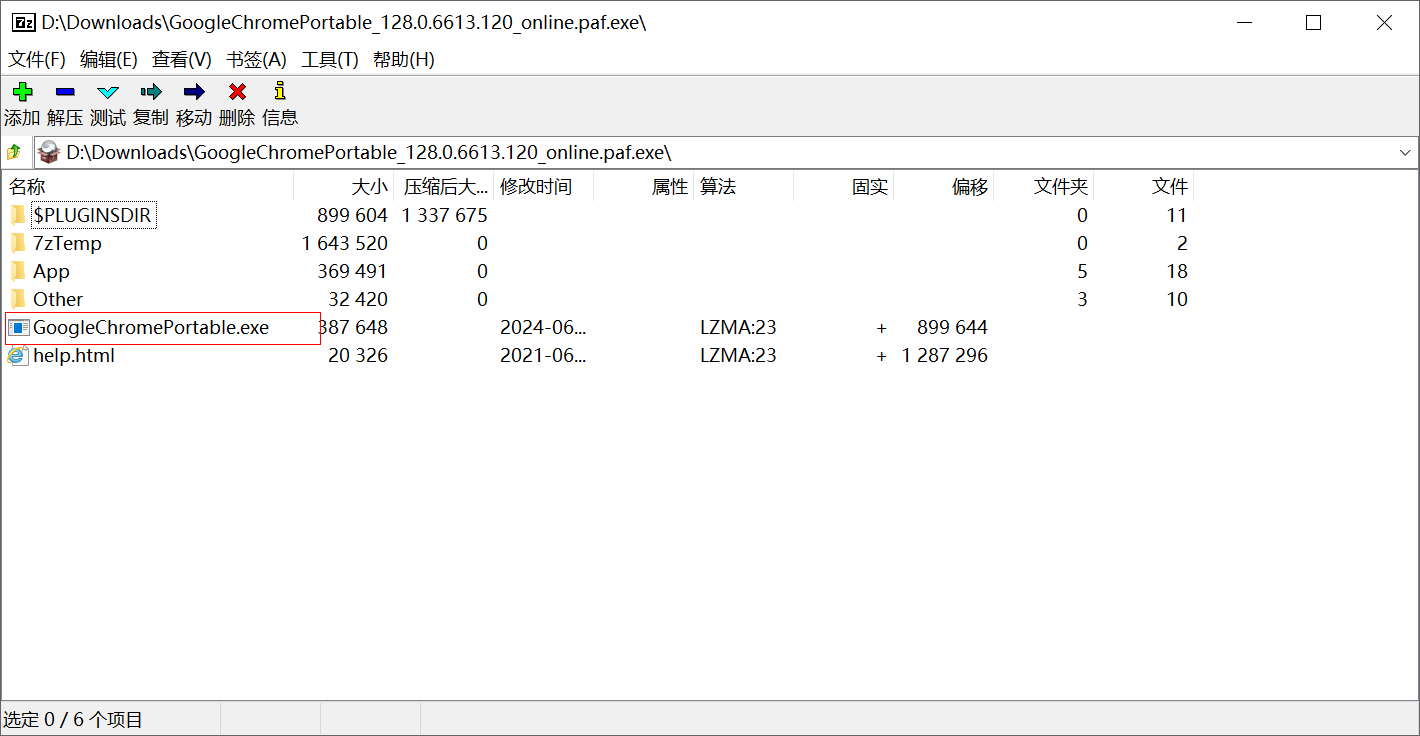 D:\Downloads\GoogleChromePortable_128.0.6613.120_online.paf.exe\
文件(F) 编辑(E) 查看(V) 书签(A) 工具(T) 帮助(H)
添加 解压 测试 复制 移动 删除 信息
D:\Downloads\GoogleChromePortable_128.0.6613.120_online.paf.exe\
名称 大小 压缩后大... 修改时间 属性 算法 固实 偏移 文件夹 文件
$PLUGINSDIR 899 604 1 337 675 0 11
7zTemp 1 643 520 0 0 2
App 369 491 0 5 18
Other 32 420 0 3 10
GoogleChromePortable.exe 387 648 2024-06... LZMA:23 + 899 644
help.html 20 326 2021-06... LZMA:23 + 1 287 296
选定 0 / 6 个项目